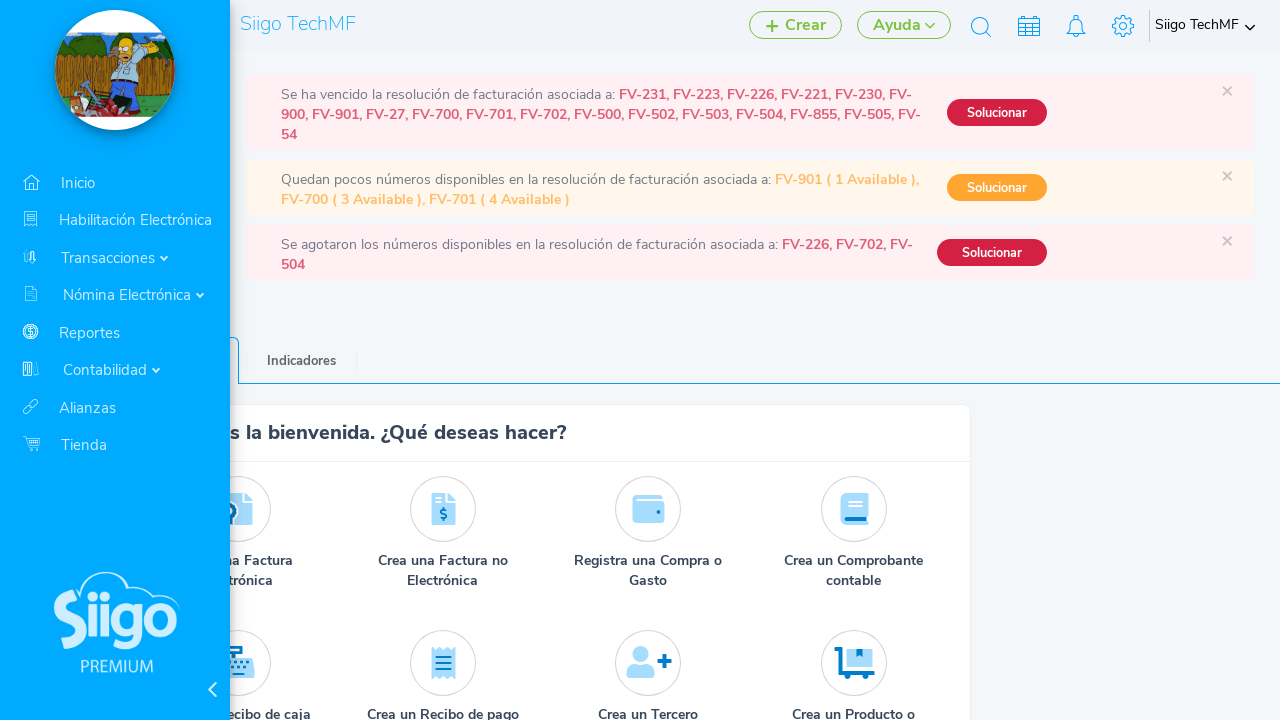 Siigo TechMF
Crear
Ayuda
Siigo TechMF
Se ha vencido la resolución de facturación asociada a: FV-231, FV-223, FV-226, FV-221, FV-230, FV-
900, FV-901, FV-27, FV-700, FV-701, FV-702, FV-500, FV-502, FV-503, FV-504, FV-855, FV-505, FV-
54
Solucionar
×
Quedan pocos números disponibles en la resolución de facturación asociada a: FV-901 ( 1 Available ),
FV-700 ( 3 Available ), FV-701 ( 4 Available )
Solucionar
×
Se agotaron los números disponibles en la resolución de facturación asociada a: FV-226, FV-702, FV-
504
Solucionar
×
Inicio
Habilitación Electrónica
Transacciones
Nómina Electrónica
Reportes
Contabilidad
Alianzas
Tienda
Siigo
PREMIUM
Indicadores
s la bienvenida. ¿Qué deseas hacer?
na Factura
trónica
Crea una Factura no
Electrónica
Registra una Compra o
Gasto
Crea un Comprobante
contable
ecibo de caja
Crea un Recibo de pago
Crea un Tercero
Crea un Producto o